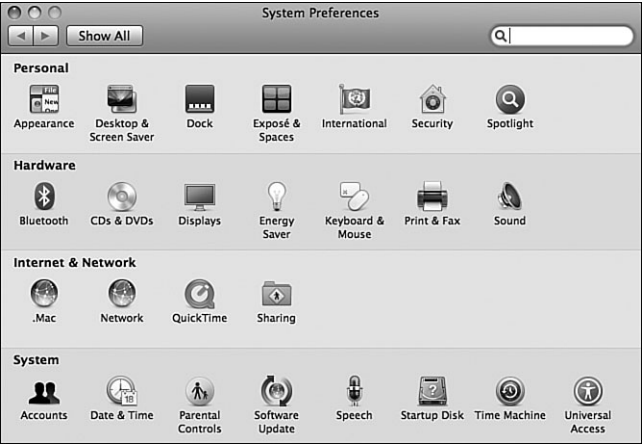 System Preferences
Show All
Personal
Appearance
Desktop &
Screen Saver
Dock
Exposé &
Spaces
International
Security
Spotlight
Hardware
Bluetooth
CDs & DVDs
Displays
Energy
Saver
Keyboard &
Mouse
Print & Fax
Sound
Internet & Network
.Mac
Network
QuickTime
Sharing
System
Accounts
Date & Time
Parental
Controls
Software
Update
Speech
Startup Disk
Time Machine
Universal
Access
File
New
18
?